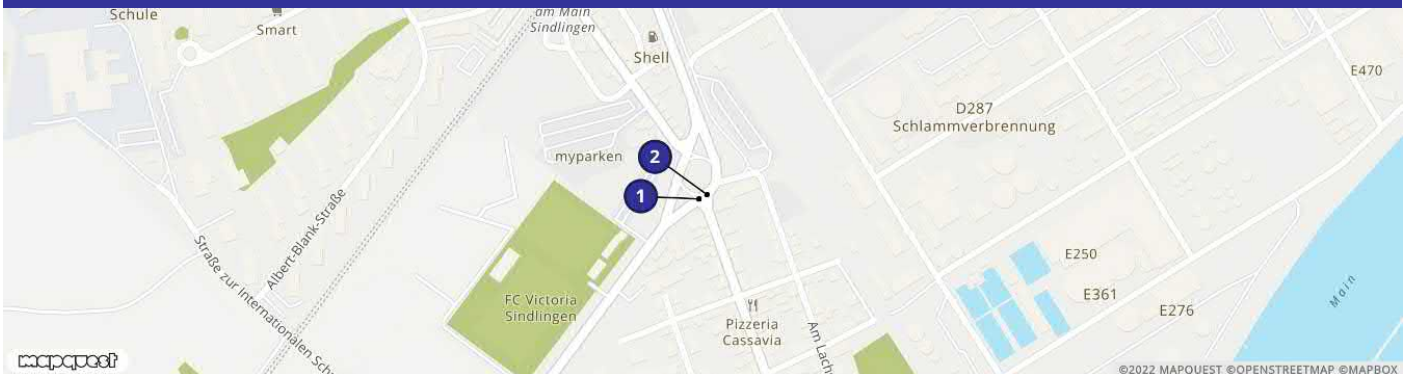 Schule
Smart
am Main
Sindlingen
Shell
E470
D287
Schlammverbrennung
myparken
2
1
Albert-Blank-Straße
Straße zur Internationalen Sch
FC Victoria
Sindlingen
Pizzeria
Cassavia
Am Lach
E250
E361
E276
Main
mapquest
©2022 MAPQUEST ©OPENSTREETMAP ©MAPBOX